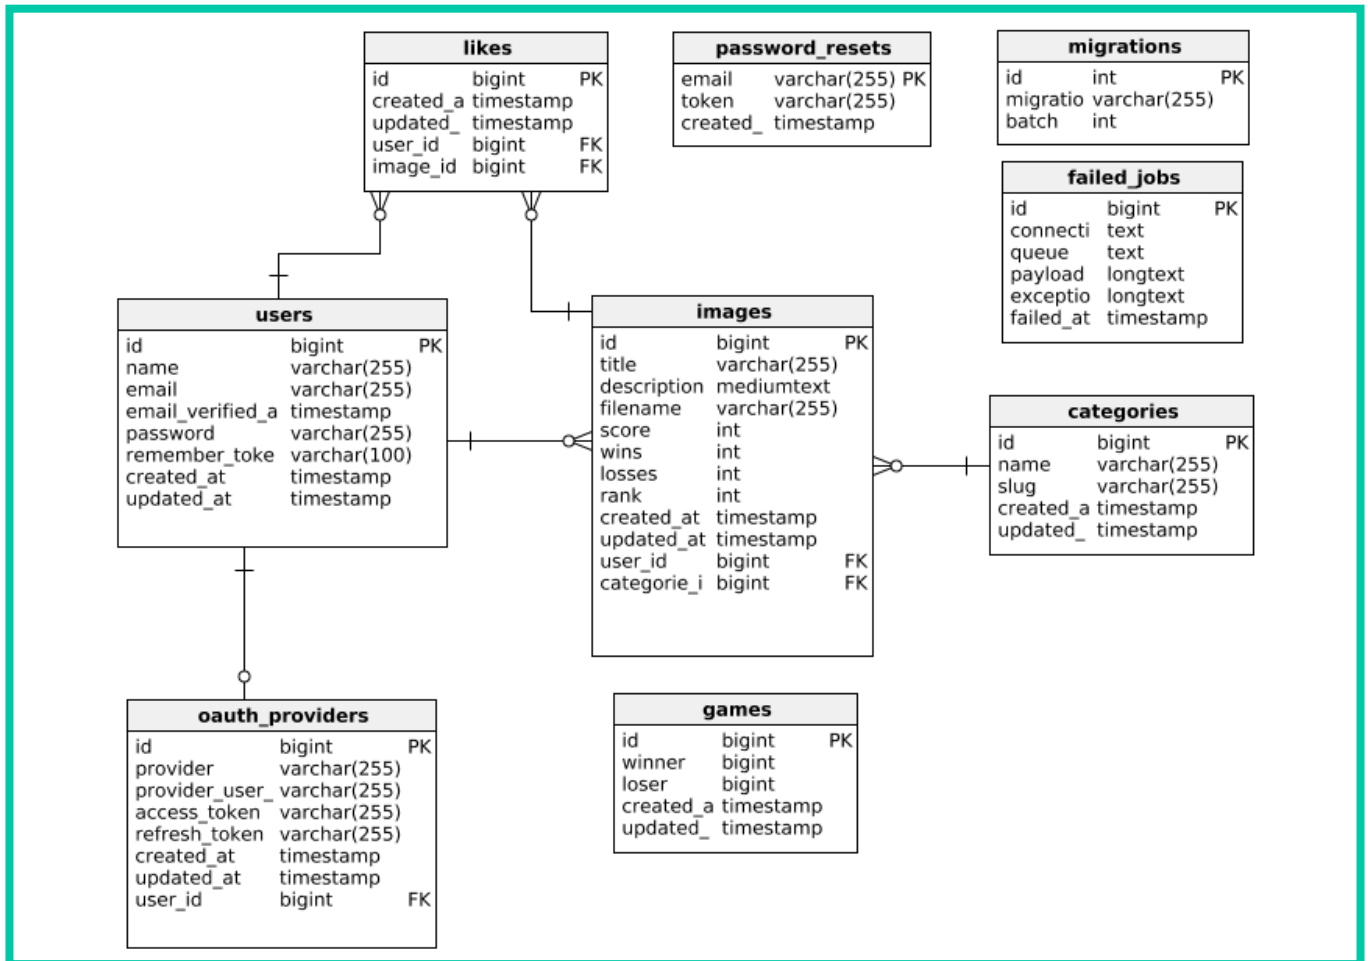 likes
id bigint PK
created_a timestamp
updated_ timestamp
user_id bigint FK
image_id bigint FK
password_resets
email varchar(255) PK
token varchar(255)
created_ timestamp
migrations
id int PK
migratio varchar(255)
batch int
failed_jobs
id bigint PK
connecti text
queue text
payload longtext
exceptio longtext
failed_at timestamp
users
id bigint PK
name varchar(255)
email varchar(255)
email_verified_a timestamp
password varchar(255)
remember_toke varchar(100)
created_at timestamp
updated_at timestamp
images
id bigint PK
title varchar(255)
description mediumtext
filename varchar(255)
score int
wins int
losses int
rank int
created_at timestamp
updated_at timestamp
user_id bigint FK
categorie_i bigint FK
categories
id bigint PK
name varchar(255)
slug varchar(255)
created_a timestamp
updated_ timestamp
oauth_providers
id bigint PK
provider varchar(255)
provider_user_ varchar(255)
access_token varchar(255)
refresh_token varchar(255)
created_at timestamp
updated_at timestamp
user_id bigint FK
games
id bigint PK
winner bigint
loser bigint
created_a timestamp
updated_ timestamp